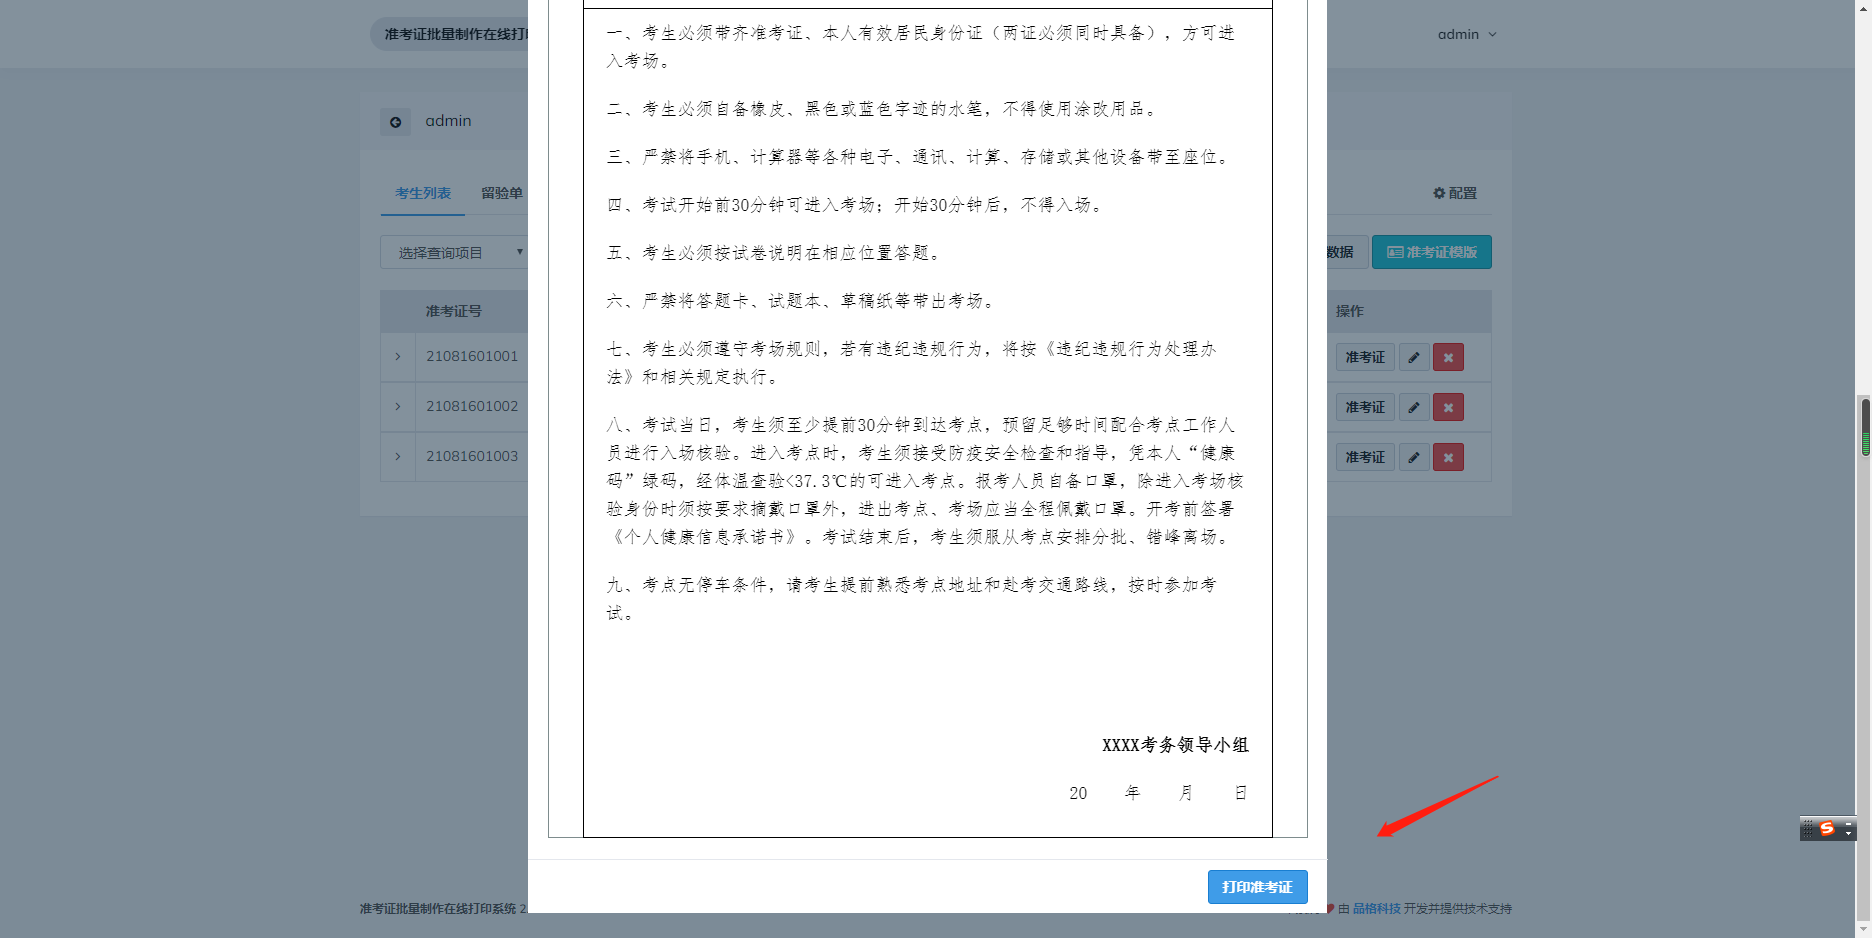 准考证批量制作在线打印
admin
admin
考生列表
留验单
配置
选择查询项目
数据
准考证模版
准考证号
操作
21081601001
准考证
21081601002
准考证
21081601003
准考证
一、考生必须带齐准考证、本人有效居民身份证（两证必须同时具备），方可进
入考场。
二、考生必须自备橡皮、黑色或蓝色字迹的水笔，不得使用涂改用品。
三、严禁将手机、计算器等各种电子、通讯、计算、存储或其他设备带至座位。
四、考试开始前30分钟可进入考场；开始30分钟后，不得入场。
五、考生必须按试卷说明在相应位置答题。
六、严禁将答题卡、试题本、草稿纸等带出考场。
七、考生必须遵守考场规则，若有违纪违规行为，将按《违纪违规行为处理办
法》和相关规定执行。
八、考试当日，考生须至少提前30分钟到达考点，预留足够时间配合考点工作人
员进行入场核验。进入考点时，考生须接受防疫安全检查和指导，凭本人“健康
码”绿码，经体温查验<37.3℃的可进入考点。报考人员自备口罩，除进入考场核
验身份时须按要求摘戴口罩外，进出考点、考场应当全程佩戴口罩。开考前签署
《个人健康信息承诺书》。考试结束后，考生须服从考点安排分批、错峰离场。
九、考点无停车条件，请考生提前熟悉考点地址和赴考交通路线，按时参加考
试。
XXXX考务领导小组
20 年 月 日
打印准考证
准考证批量制作在线打印系统 2
由 品格科技 开发并提供技术支持